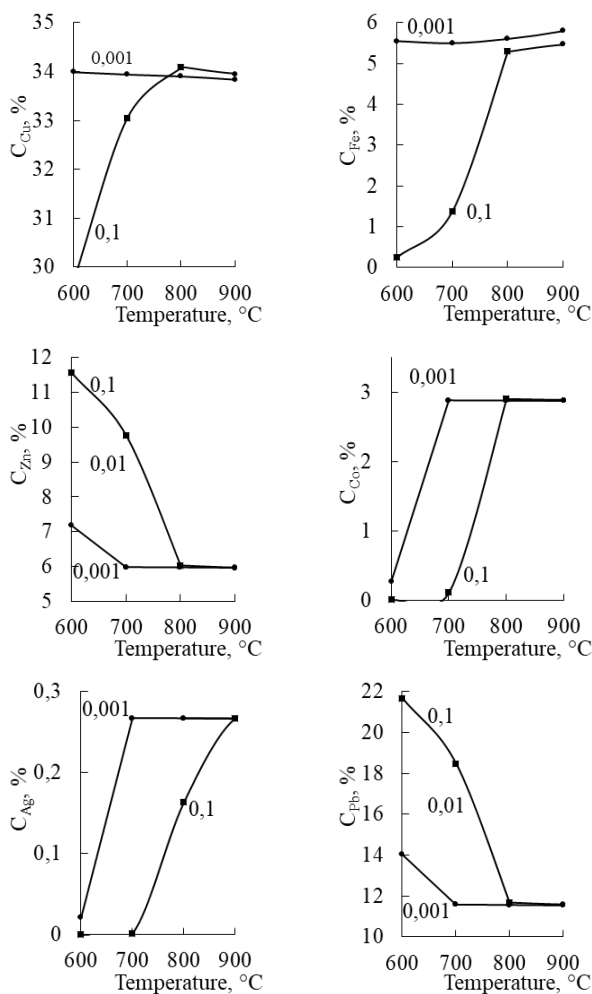 C_Cu, %
35
34
33
32
31
30
0,001
0,1
600 700 800 900
Temperature, °C
C_Fe, %
6
5
4
3
2
1
0
0,001
0,1
600 700 800 900
Temperature, °C
C_Zn, %
12
11
10
9
8
7
6
5
0,1
0,01
0,001
600 700 800 900
Temperature, °C
C_Co, %
3
2
1
0
0,001
0,1
600 700 800 900
Temperature, °C
C_Ag, %
0,3
0,2
0,1
0
0,001
0,1
600 700 800 900
Temperature, °C
C_Pb, %
22
20
18
16
14
12
10
0,1
0,01
0,001
600 700 800 900
Temperature, °C